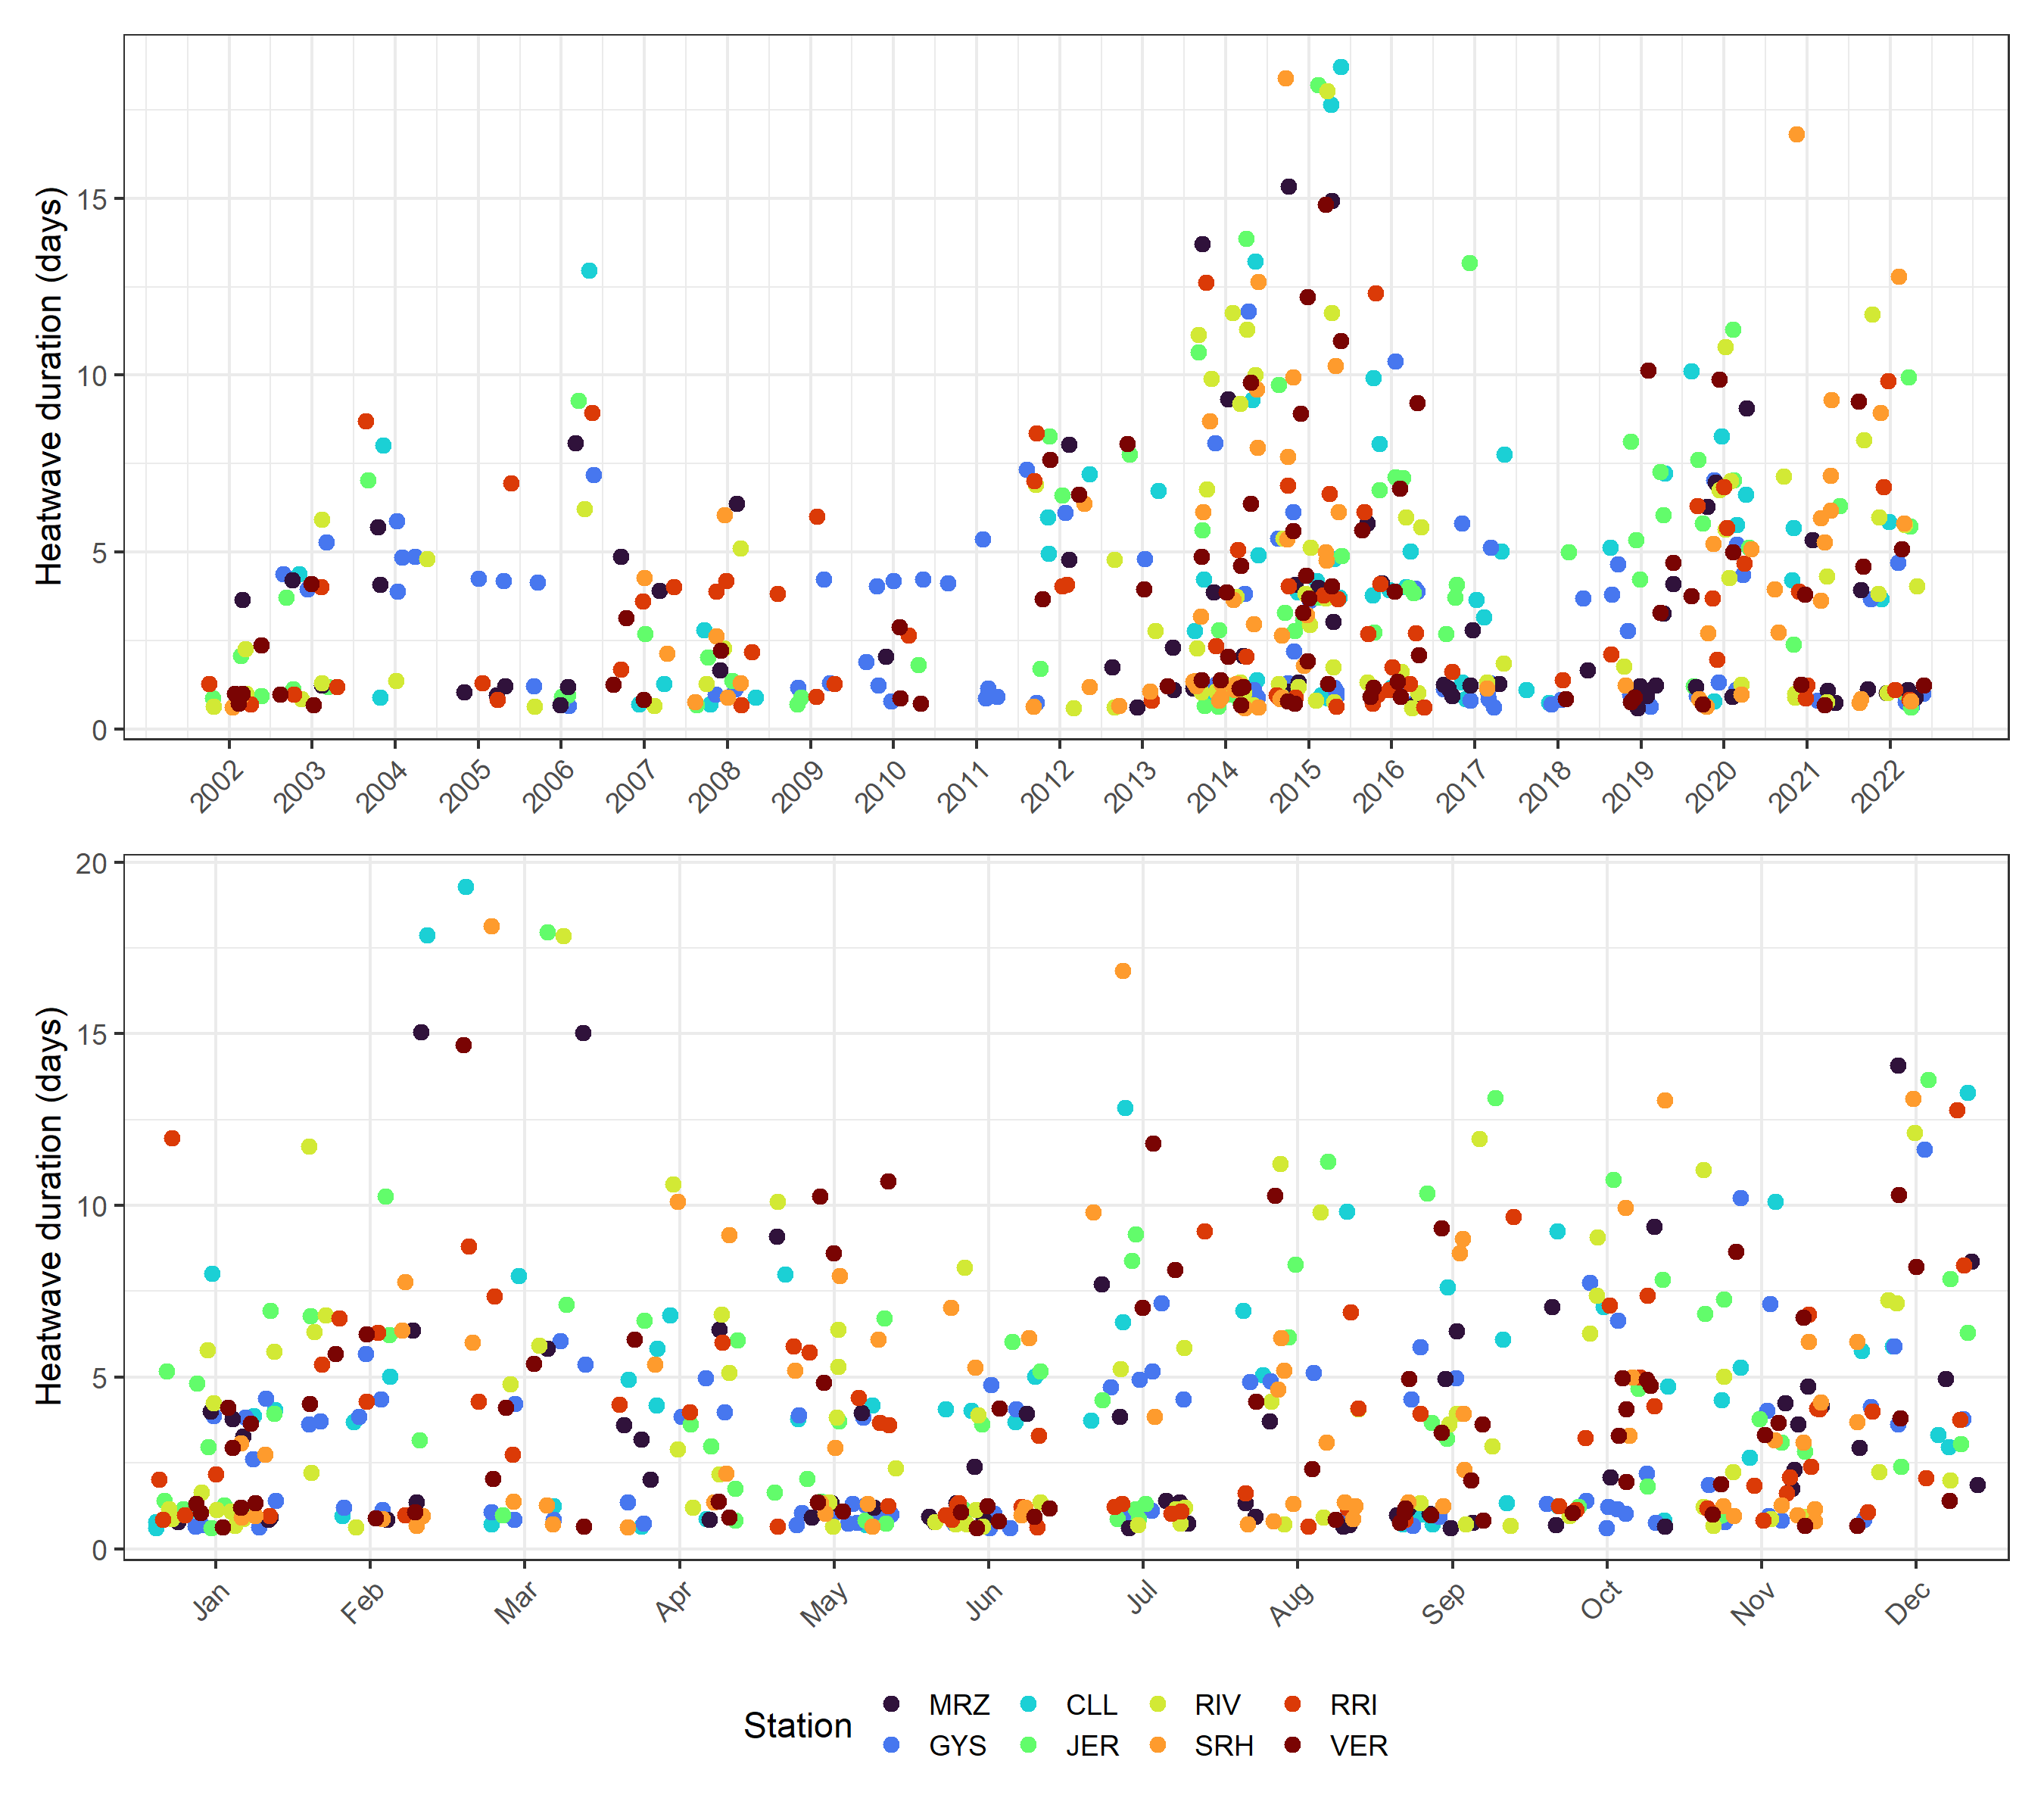 Heatwave duration (days)
15
10
5
0
2002 2003 2004 2005 2006 2007 2008 2009 2010 2011 2012 2013 2014 2015 2016 2017 2018 2019 2020 2021 2022
Heatwave duration (days)
20
15
10
5
0
Jan Feb Mar Apr May Jun Jul Aug Sep Oct Nov Dec
Station
MRZ CLL RIV RRI
GYS JER SRH VER